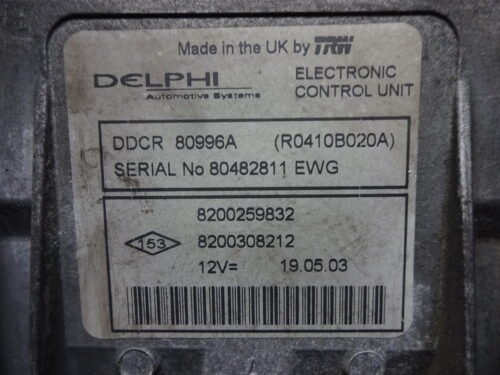 Made in the UK by TRW
DELPHI
Automotive Systems
ELECTRONIC
CONTROL UNIT
DDCR 80996A (R0410B020A)
SERIAL No 80482811 EWG
8200259832
153 8200308212
12V= 19.05.03